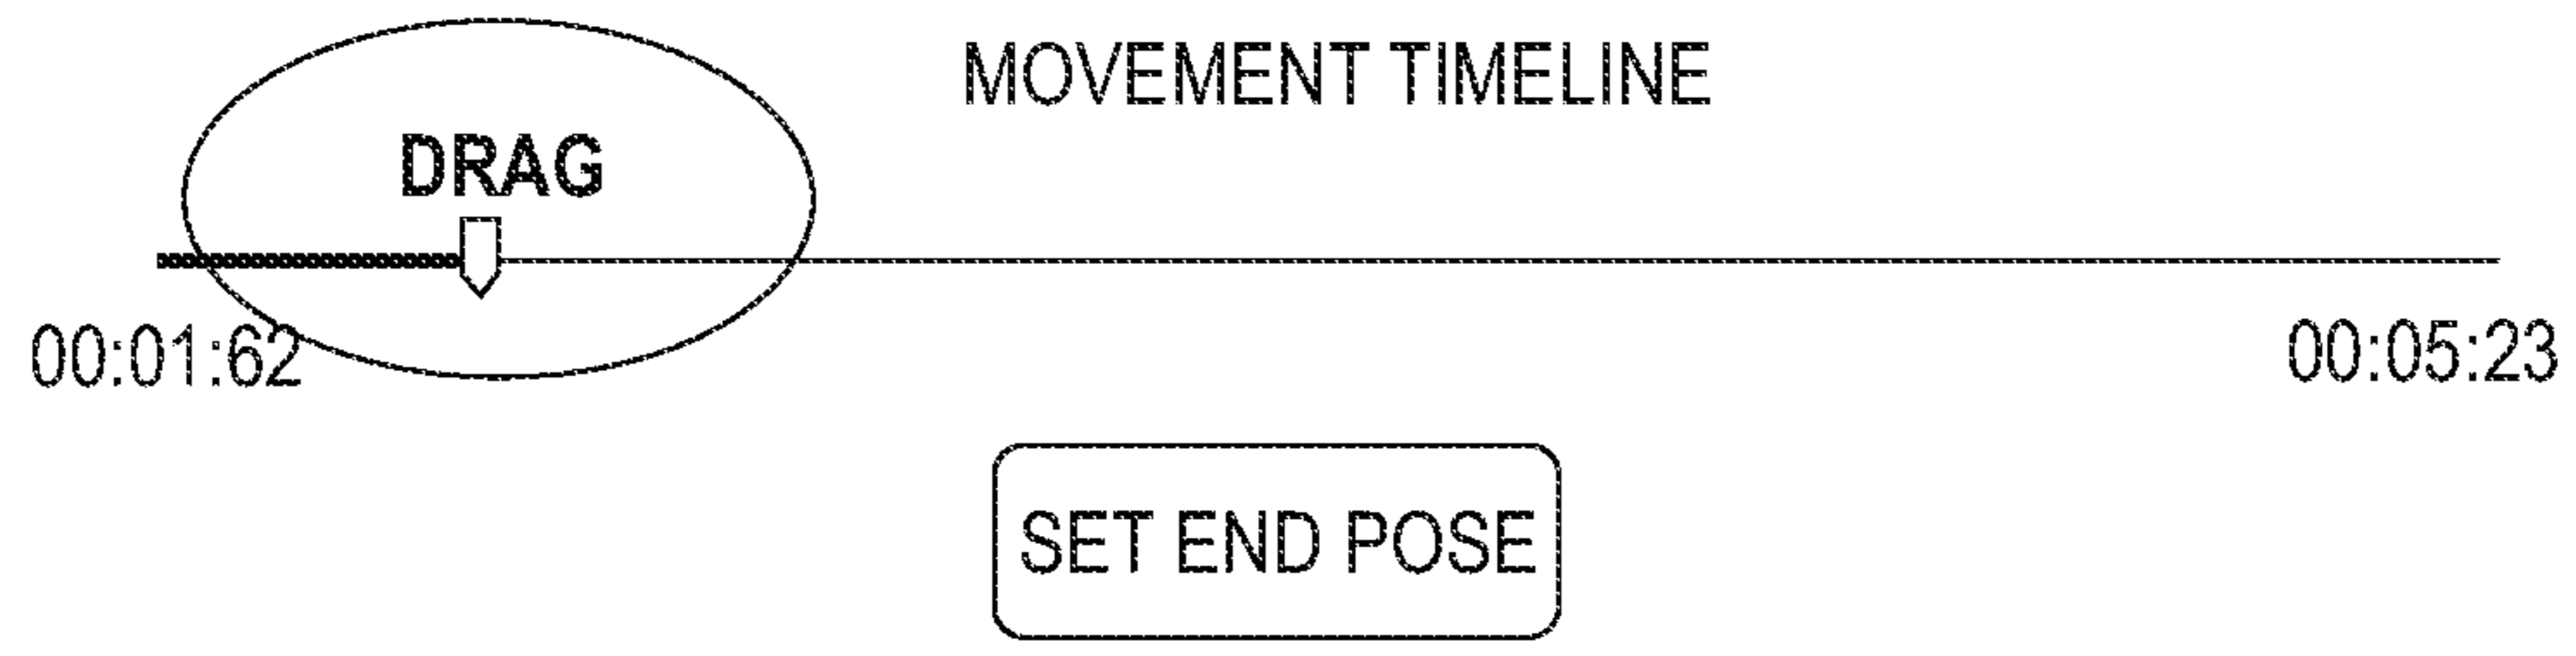 MOVEMENT TIMELINE
DRAG
00:01:62 00:05:23
SET END POSE